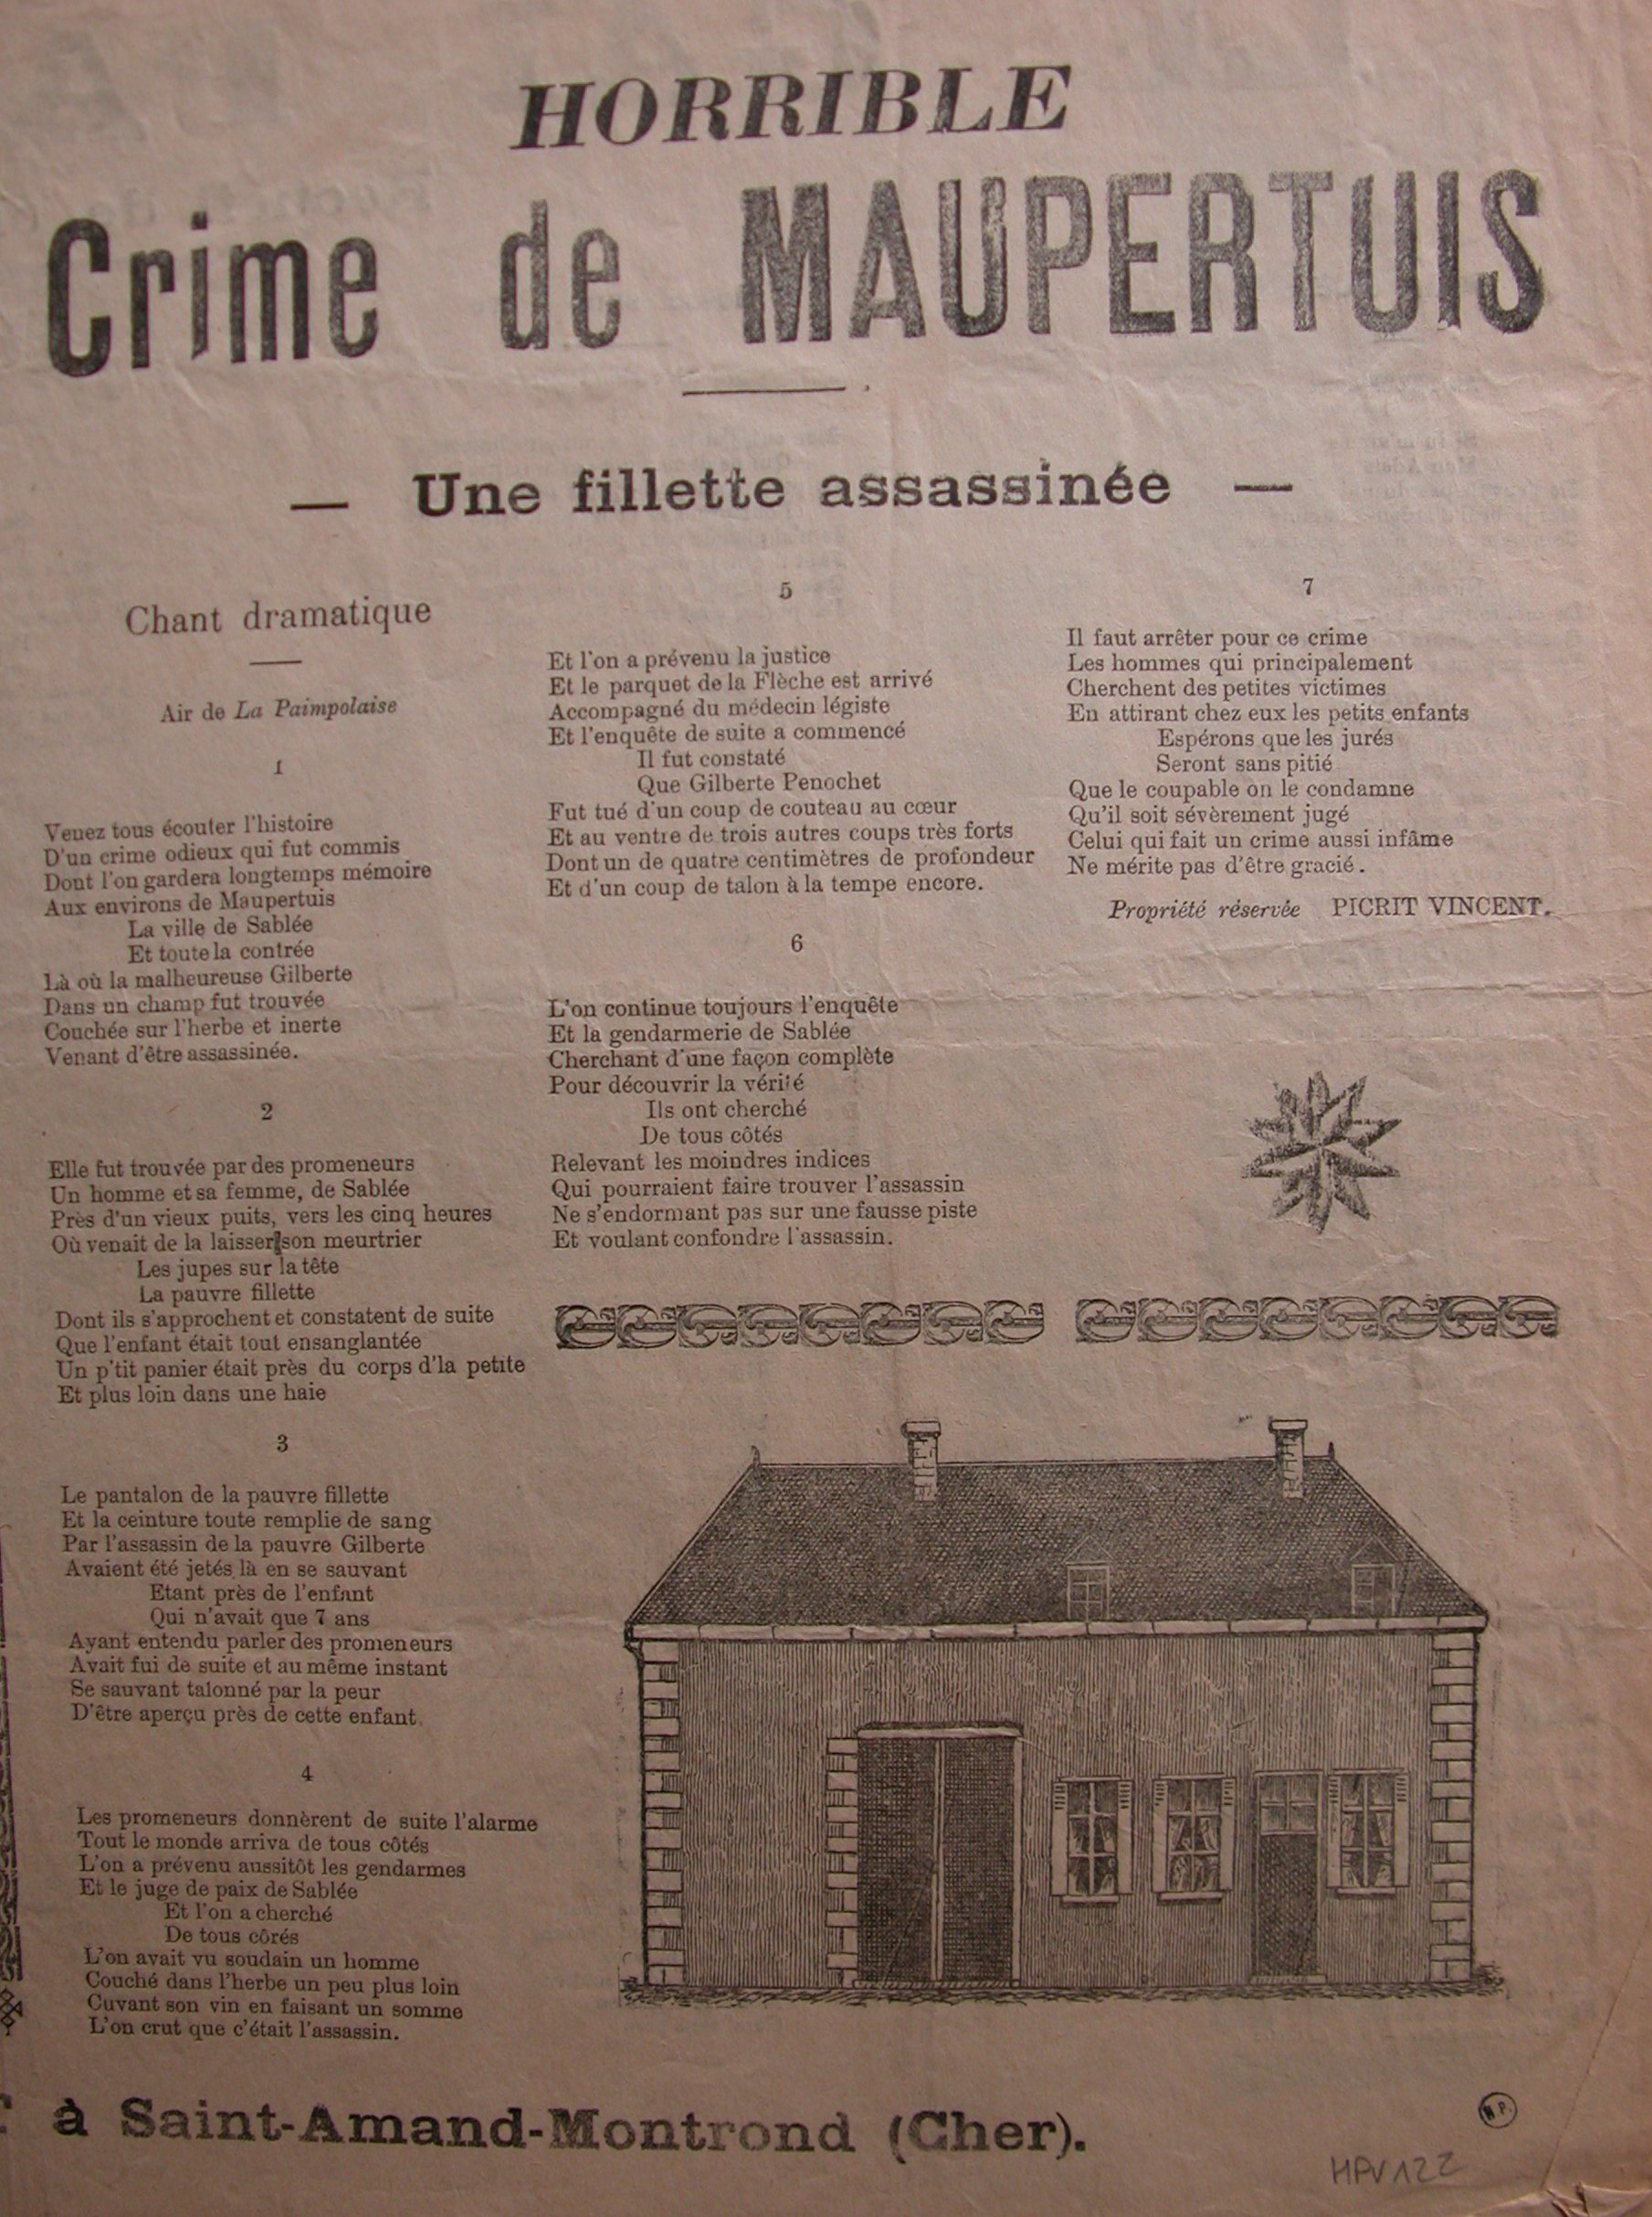 HORRIBLE
Crime de MAUPERTUIS
— Une fillette assassinée —
Chant dramatique
Air de La Paimpolaise
1
Venez tous écouter l'histoire
D'un crime odieux qui fut commis
Dont l'on gardera longtemps mémoire
Aux environs de Maupertuis
La ville de Sablée
Et toute la contrée
Là où la malheureuse Gilberte
Dans un champ fut trouvée
Couchée sur l'herbe et inerte
Venant d'être assassinée.
2
Elle fut trouvée par des promeneurs
Un homme et sa femme, de Sablée
Près d'un vieux puits, vers les cinq heures
Où venait de la laisser son meurtrier
Les jupes sur la tête
La pauvre fillette
Dont ils s'approchent et constatent de suite
Que l'enfant était tout ensanglantée
Un p'tit panier était près du corps d'la petite
Et plus loin dans une haie
3
Le pantalon de la pauvre fillette
Et la ceinture toute remplie de sang
Par l'assassin de la pauvre Gilberte
Avaient été jetés là en se sauvant
Etant près de l'enfant
Qui n'avait que 7 ans
Ayant entendu parler des promeneurs
Avait fui de suite et au même instant
Se sauvant talonné par la peur
D'être aperçu près de cette enfant.
4
Les promeneurs donnèrent de suite l'alarme
Tout le monde arriva de tous côtés
L'on a prévenu aussitôt les gendarmes
Et le juge de paix de Sablée
Et l'on a cherché
De tous côrés
L'on avait vu soudain un homme
Couché dans l'herbe un peu plus loin
Cuvant son vin en faisant un somme
L'on crut que c'était l'assassin.
5
Et l'on a prévenu la justice
Et le parquet de la Flèche est arrivé
Accompagné du médecin légiste
Et l'enquête de suite a commencé
Il fut constaté
Que Gilberte Penochet
Fut tué d'un coup de couteau au cœur
Et au ventre de trois autres coups très forts
Dont un de quatre centimètres de profondeur
Et d'un coup de talon à la tempe encore.
6
L'on continue toujours l'enquête
Et la gendarmerie de Sablée
Cherchant d'une façon complète
Pour découvrir la vérité
Ils ont cherché
De tous côtés
Relevant les moindres indices
Qui pourraient faire trouver l'assassin
Ne s'endormant pas sur une fausse piste
Et voulant confondre l'assassin.
7
Il faut arrêter pour ce crime
Les hommes qui principalement
Cherchent des petites victimes
En attirant chez eux les petits enfants
Espérons que les jurés
Seront sans pitié
Que le coupable on le condamne
Qu'il soit sévèrement jugé
Celui qui fait un crime aussi infâme
Ne mérite pas d'être gracié.
Propriété réservée PICRIT VINCENT.
à Saint-Amand-Montrond (Cher).
M P.
MPV 122